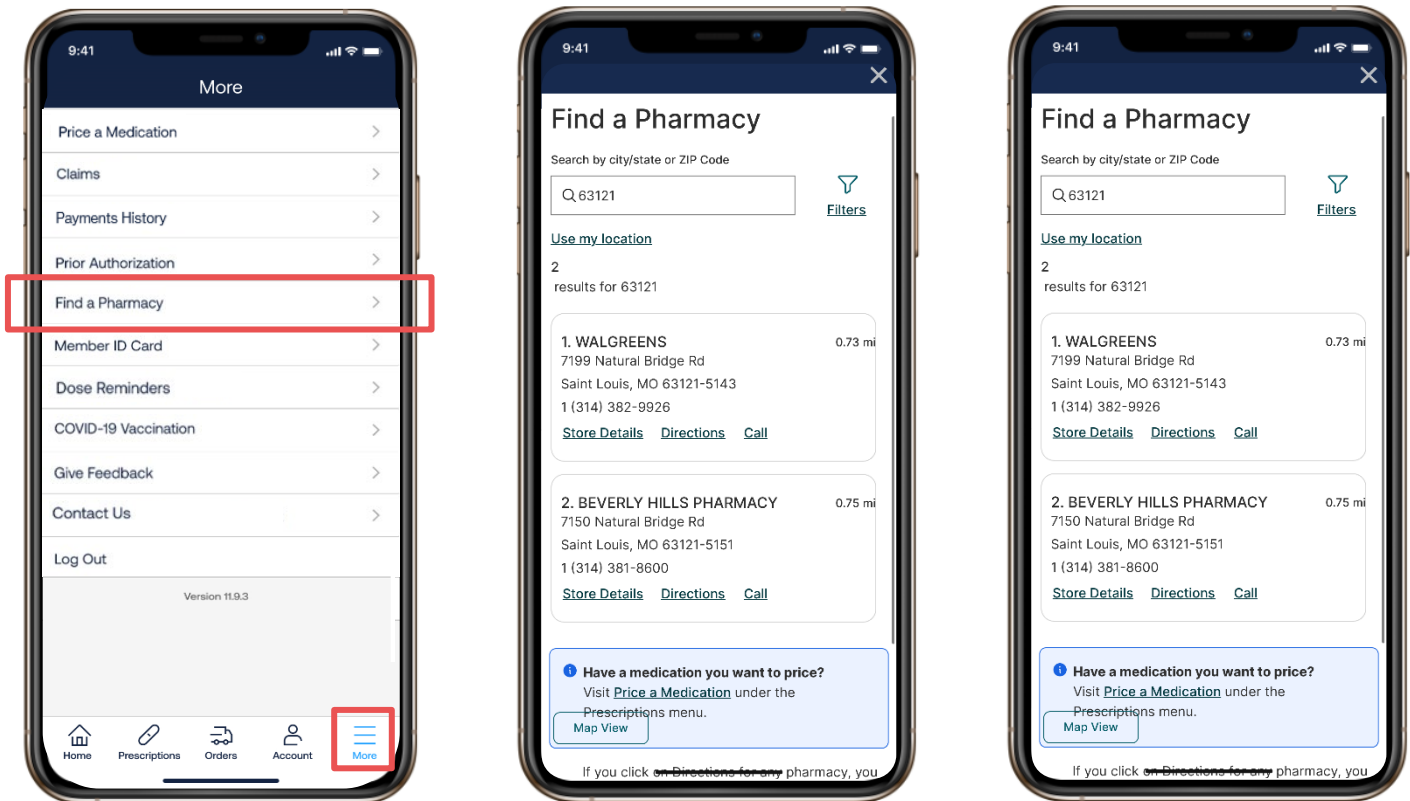 9:41
More
Price a Medication
Claims
Payments History
Prior Authorization
Find a Pharmacy
Member ID Card
Dose Reminders
COVID-19 Vaccination
Give Feedback
Contact Us
Log Out
Version 11.9.3
Home Prescriptions Orders Account More
9:41
Find a Pharmacy
Search by city/state or ZIP Code
63121
Filters
Use my location
2
results for 63121
1. WALGREENS 0.73 mi
7199 Natural Bridge Rd
Saint Louis, MO 63121-5143
1 (314) 382-9926
Store Details Directions Call
2. BEVERLY HILLS PHARMACY 0.75 mi
7150 Natural Bridge Rd
Saint Louis, MO 63121-5151
1 (314) 381-8600
Store Details Directions Call
Have a medication you want to price?
Visit Price a Medication under the
Prescriptions menu.
Map View
If you click on Directions for any pharmacy, you
9:41
Find a Pharmacy
Search by city/state or ZIP Code
63121
Filters
Use my location
2
results for 63121
1. WALGREENS 0.73 mi
7199 Natural Bridge Rd
Saint Louis, MO 63121-5143
1 (314) 382-9926
Store Details Directions Call
2. BEVERLY HILLS PHARMACY 0.75 mi
7150 Natural Bridge Rd
Saint Louis, MO 63121-5151
1 (314) 381-8600
Store Details Directions Call
Have a medication you want to price?
Visit Price a Medication under the
Prescriptions menu.
Map View
If you click on Directions for any pharmacy, you